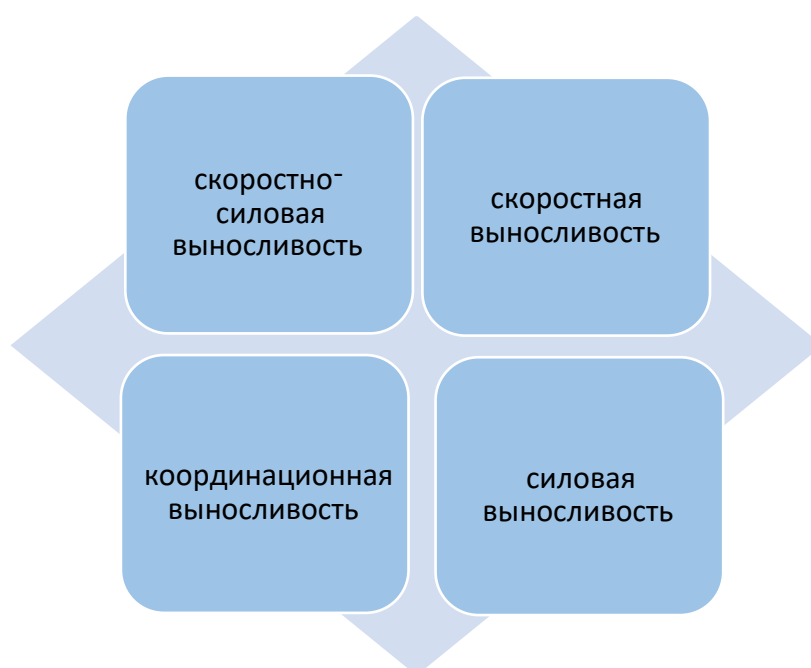 скоростно-
силовая
выносливость
скоростная
выносливость
координационная
выносливость
силовая
выносливость